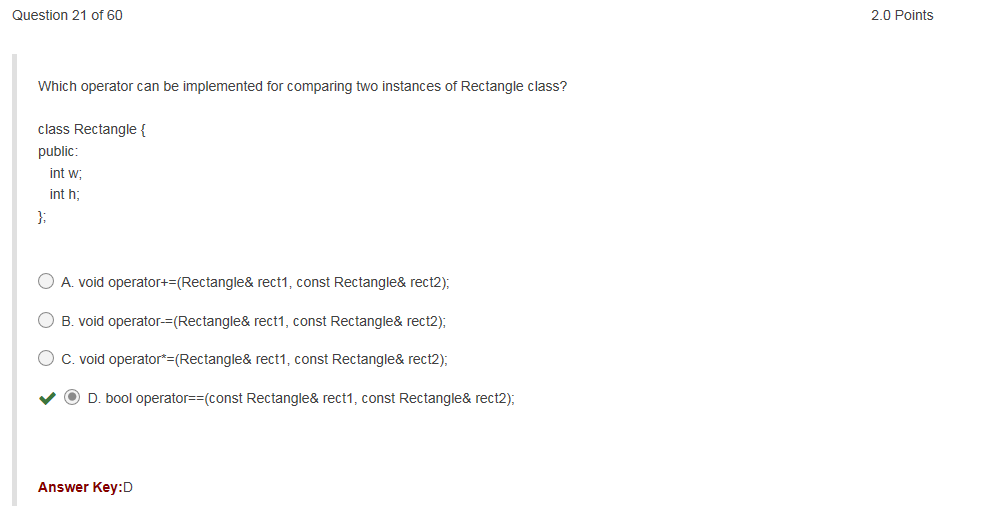 Question 21 of 60
2.0 Points
Which operator can be implemented for comparing two instances of Rectangle class?
class Rectangle {
public:
int w;
int h;
};
A. void operator+=(Rectangle& rect1, const Rectangle& rect2);
B. void operator-=(Rectangle& rect1, const Rectangle& rect2);
C. void operator*=(Rectangle& rect1, const Rectangle& rect2);
D. bool operator==(const Rectangle& rect1, const Rectangle& rect2);
Answer Key:D